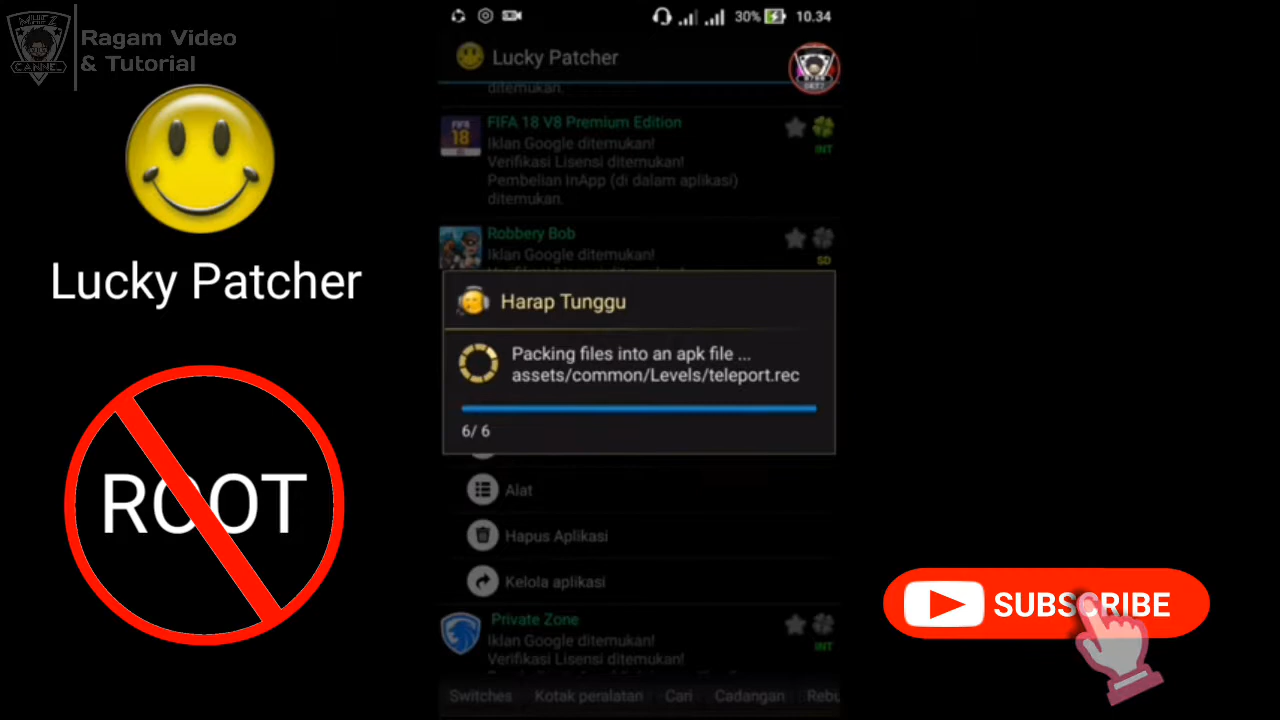 Ragam Video
& Tutorial
CANNEL
Lucky Patcher
ROOT
30%
10.34
Lucky Patcher
ditemukan.
FIFA 18 V8 Premium Edition
Iklan Google ditemukan!
Verifikasi Lisensi ditemukan!
Pembelian InApp (di dalam aplikasi)
ditemukan.
INT
18
Robbery Bob
Iklan Google ditemukan!
SD
Harap Tunggu
Packing files into an apk file ...
assets/common/Levels/teleport.rec
6/ 6
Alat
Hapus Aplikasi
Kelola aplikasi
Private Zone
Iklan Google ditemukan!
Verifikasi Lisensi ditemukan!
INT
Switches
Kotak peralatan
Cari
Cadangan
Rebu
SUBSCRIBE